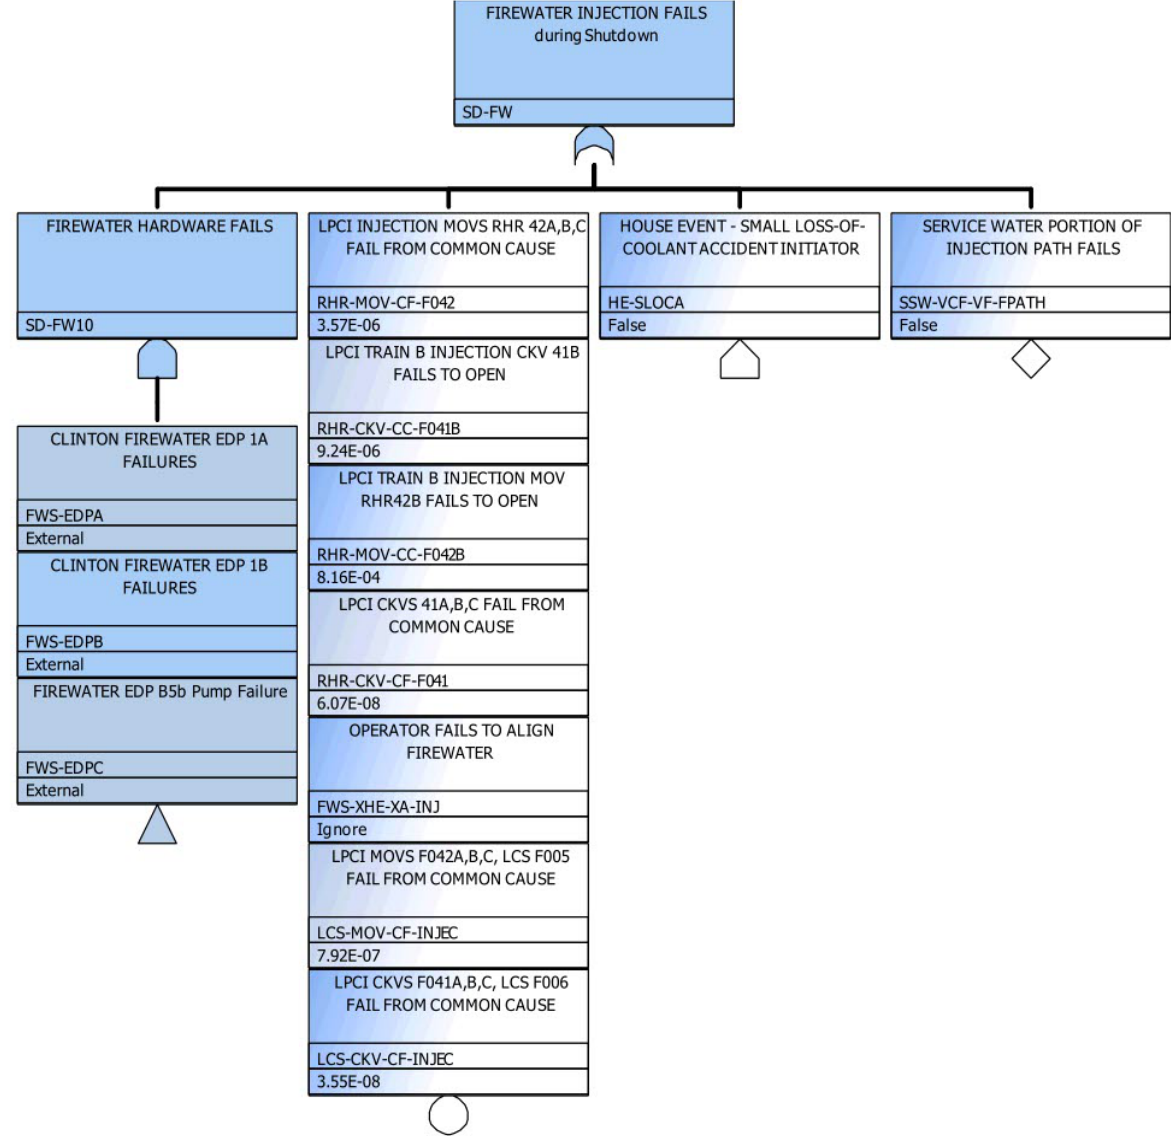 FIREWATER INJECTION FAILS
during Shutdown
SD-FW
FIREWATER HARDWARE FAILS
SD-FW10
CLINTON FIREWATER EDP 1A
FAILURES
FWS-EDPA
External
CLINTON FIREWATER EDP 1B
FAILURES
FWS-EDPB
External
FIREWATER EDP B5b Pump Failure
FWS-EDPC
External
LPCI INJECTION MOVS RHR 42A,B,C
FAIL FROM COMMON CAUSE
RHR-MOV-CF-F042
3.57E-06
LPCI TRAIN B INJECTION CKV 41B
FAILS TO OPEN
RHR-CKV-CC-F041B
9.24E-06
LPCI TRAIN B INJECTION MOV
RHR42B FAILS TO OPEN
RHR-MOV-CC-F042B
8.16E-04
LPCI CKVS 41A,B,C FAIL FROM
COMMON CAUSE
RHR-CKV-CF-F041
6.07E-08
OPERATOR FAILS TO ALIGN
FIREWATER
FWS-XHE-XA-INJ
Ignore
LPCI MOVS F042A,B,C, LCS F005
FAIL FROM COMMON CAUSE
LCS-MOV-CF-INJEC
7.92E-07
LPCI CKVS F041A,B,C, LCS F006
FAIL FROM COMMON CAUSE
LCS-CKV-CF-INJEC
3.55E-08
HOUSE EVENT - SMALL LOSS-OF-
COOLANT ACCIDENT INITIATOR
HE-SLOCA
False
SERVICE WATER PORTION OF
INJECTION PATH FAILS
SSW-VCF-VF-FPATH
False